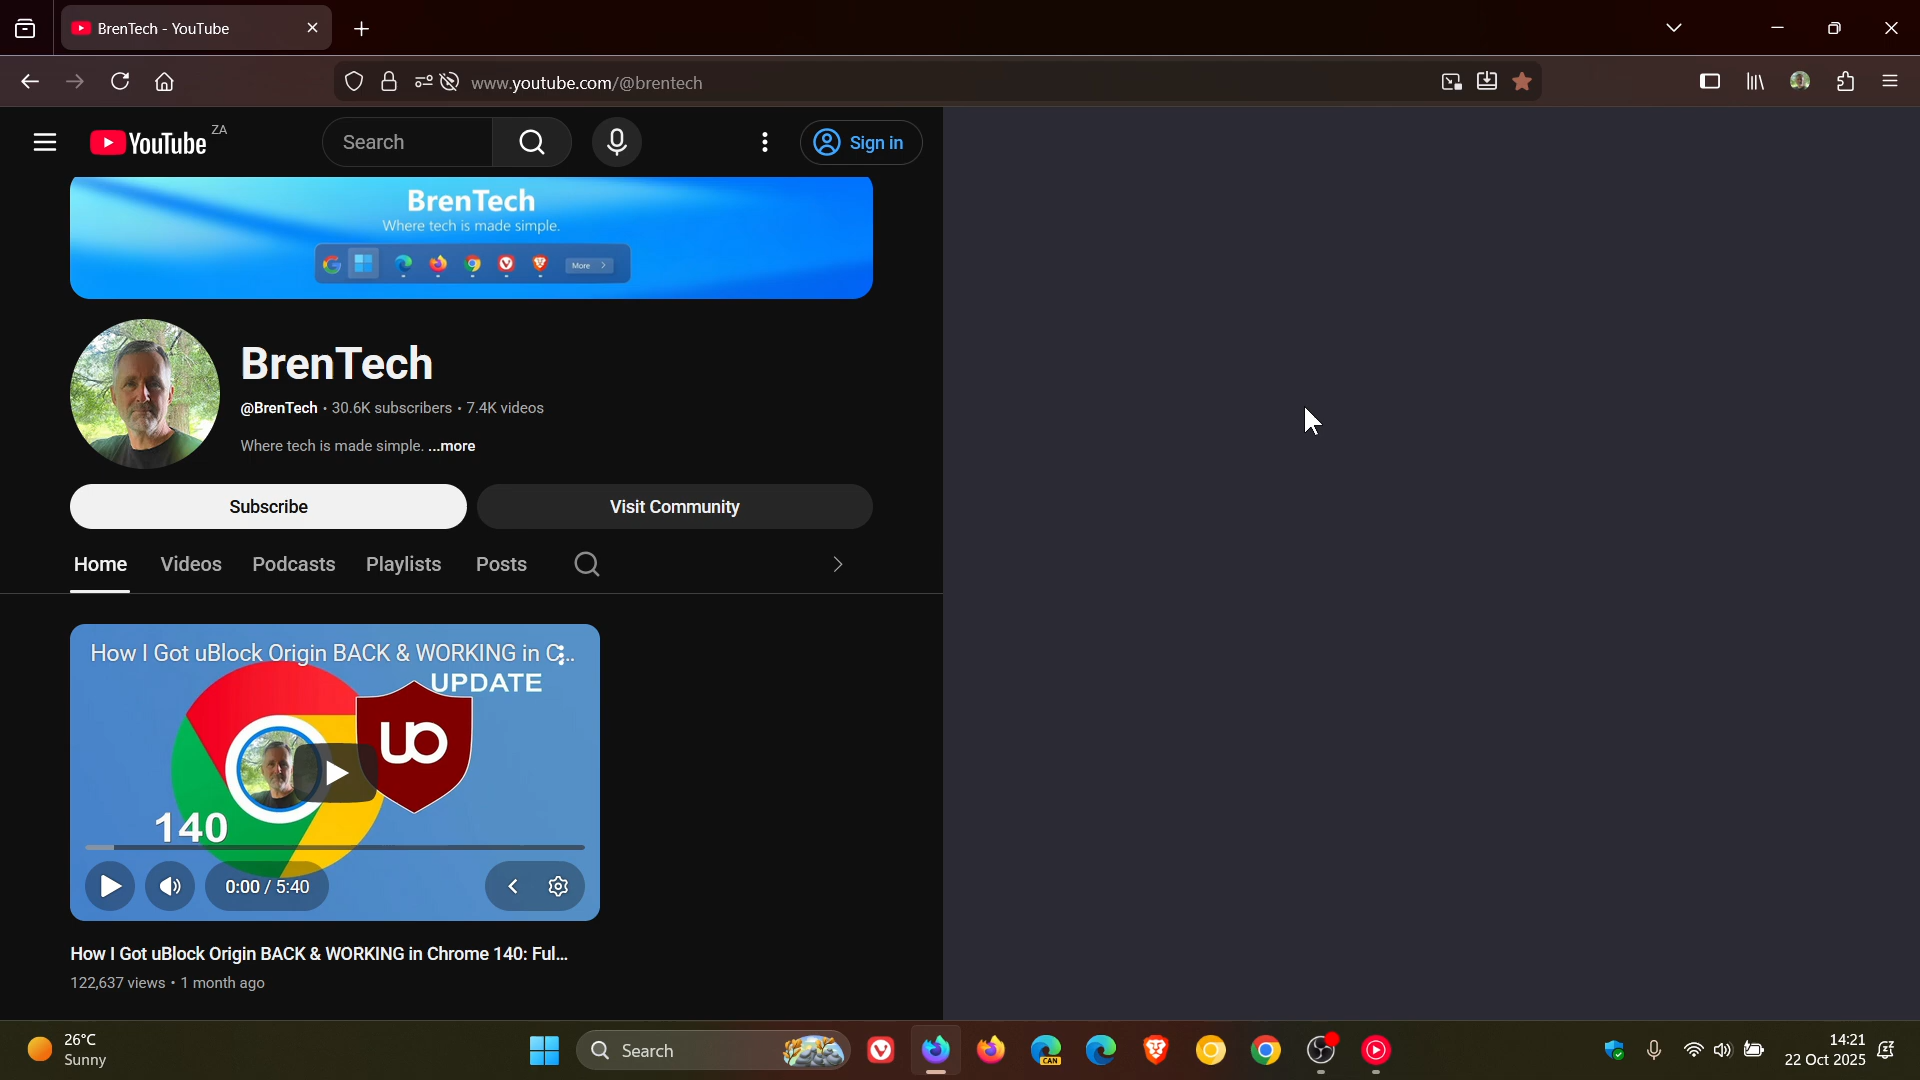 BrenTech - YouTube
www.youtube.com/@brentech
YouTube ZA
Search
Sign in
BrenTech
Where tech is made simple.
More
BrenTech
@BrenTech • 30.6K subscribers • 7.4K videos
Where tech is made simple. ...more
Subscribe
Visit Community
Home
Videos
Podcasts
Playlists
Posts
How I Got uBlock Origin BACK & WORKING in C...
UPDATE
uo
140
0:00 / 5:40
How I Got uBlock Origin BACK & WORKING in Chrome 140: Ful...
122,637 views • 1 month ago
26°C
Sunny
Search
CAN
14:21
22 Oct 2025